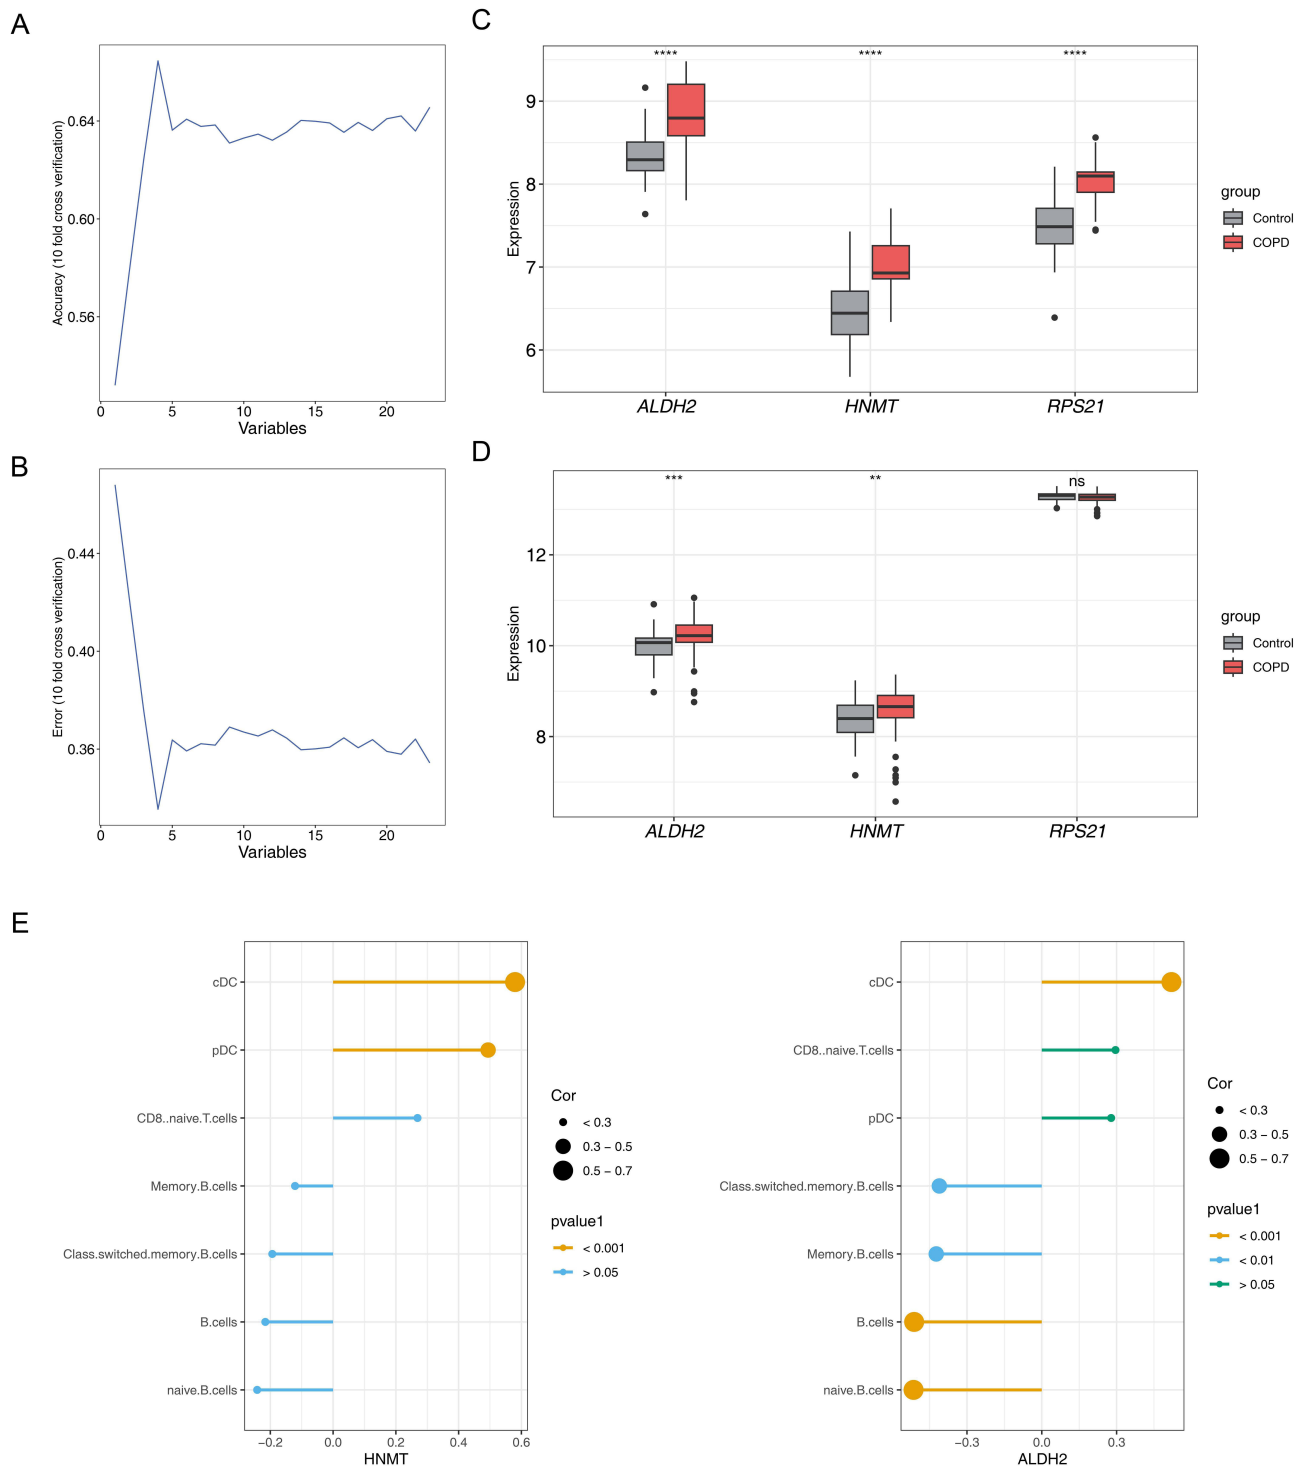 A
Accuracy (10 fold cross verification)
0.64
0.60
0.56
0 5 10 15 20
Variables
B
Error (10 fold cross verification)
0.44
0.40
0.36
0 5 10 15 20
Variables
C
**** **** ****
Expression
9
8
7
6
ALDH2 HNMT RPS21
group
Control
COPD
D
*** ** ns
Expression
12
10
8
ALDH2 HNMT RPS21
group
Control
COPD
E
cDC
pDC
CD8..naive.T.cells
Memory.B.cells
Class.switched.memory.B.cells
B.cells
naive.B.cells
−0.2 0.0 0.2 0.4 0.6
HNMT
Cor
< 0.3
0.3 − 0.5
0.5 − 0.7
pvalue1
< 0.001
> 0.05
cDC
CD8..naive.T.cells
pDC
Class.switched.memory.B.cells
Memory.B.cells
B.cells
naive.B.cells
−0.3 0.0 0.3
ALDH2
Cor
< 0.3
0.3 − 0.5
0.5 − 0.7
pvalue1
< 0.001
< 0.01
> 0.05